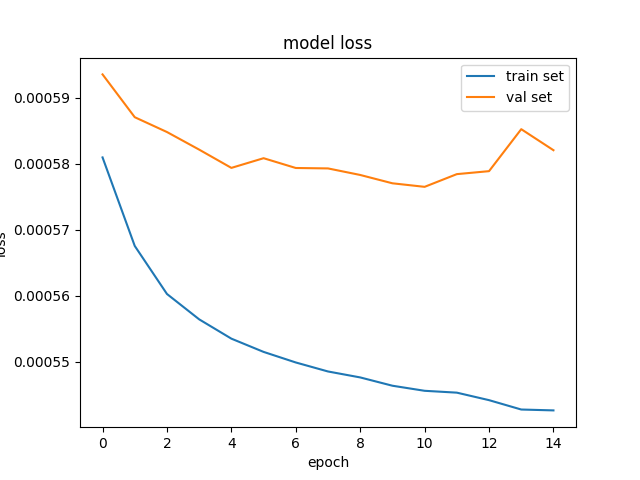 model loss
train set
val set
0.00059
0.00058
0.00057
0.00056
0.00055
loss
0 2 4 6 8 10 12 14
epoch